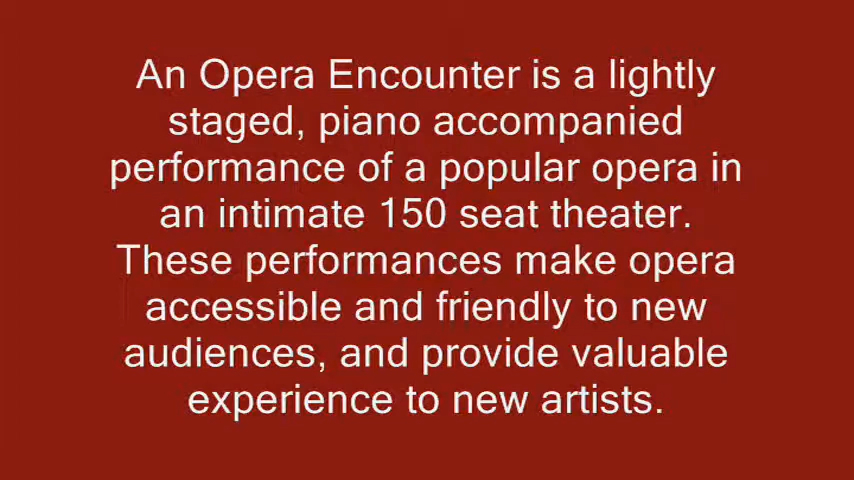 An Opera Encounter is a lightly
staged, piano accompanied
performance of a popular opera in
an intimate 150 seat theater.
These performances make opera
accessible and friendly to new
audiences, and provide valuable
experience to new artists.